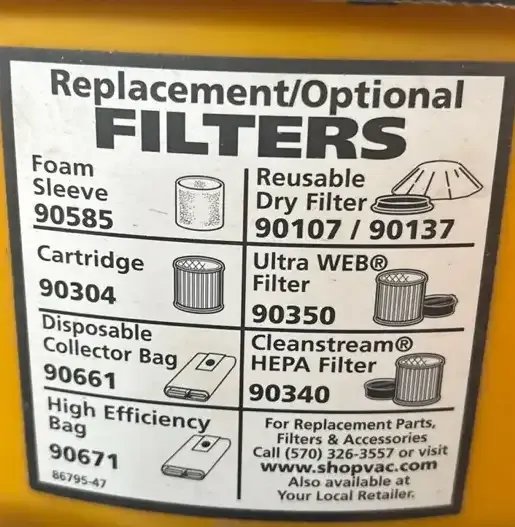 Replacement/Optional
FILTERS
Foam
Sleeve
90585
Reusable
Dry Filter
90107 / 90137
Cartridge
90304
Ultra WEB®
Filter
90350
Disposable
Collector Bag
90661
Cleanstream®
HEPA Filter
90340
High Efficiency
Bag
90671
86795-47
For Replacement Parts,
Filters & Accessories
Call (570) 326-3557 or visit
www.shopvac.com
Also available at
Your Local Retailer.